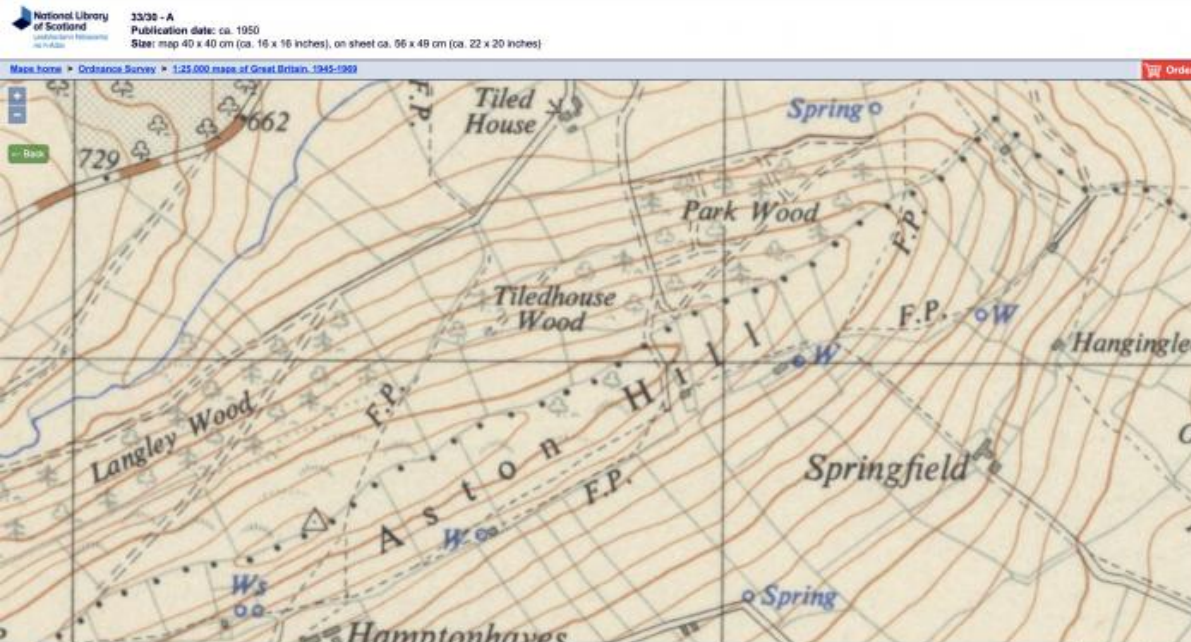 National Library
of Scotland
33/30 - A
Publication date: ca. 1950
Size: map 40 x 40 cm (ca. 16 x 16 inches), on sheet ca. 56 x 49 cm (ca. 22 x 20 inches)
Maps home > Ordnance Survey > 1:25,000 maps of Great Britain, 1945-1969
Orde
+
-
Back
F.P.
Tiled
House
Spring
662
729
Park Wood
F.P.
Tiledhouse
Wood
F.P.
W
W
Hangingle
F.P.
Langley Wood
Aston Hill
Springfield
F.P.
W
Ws
Spring
Hamptonhayes